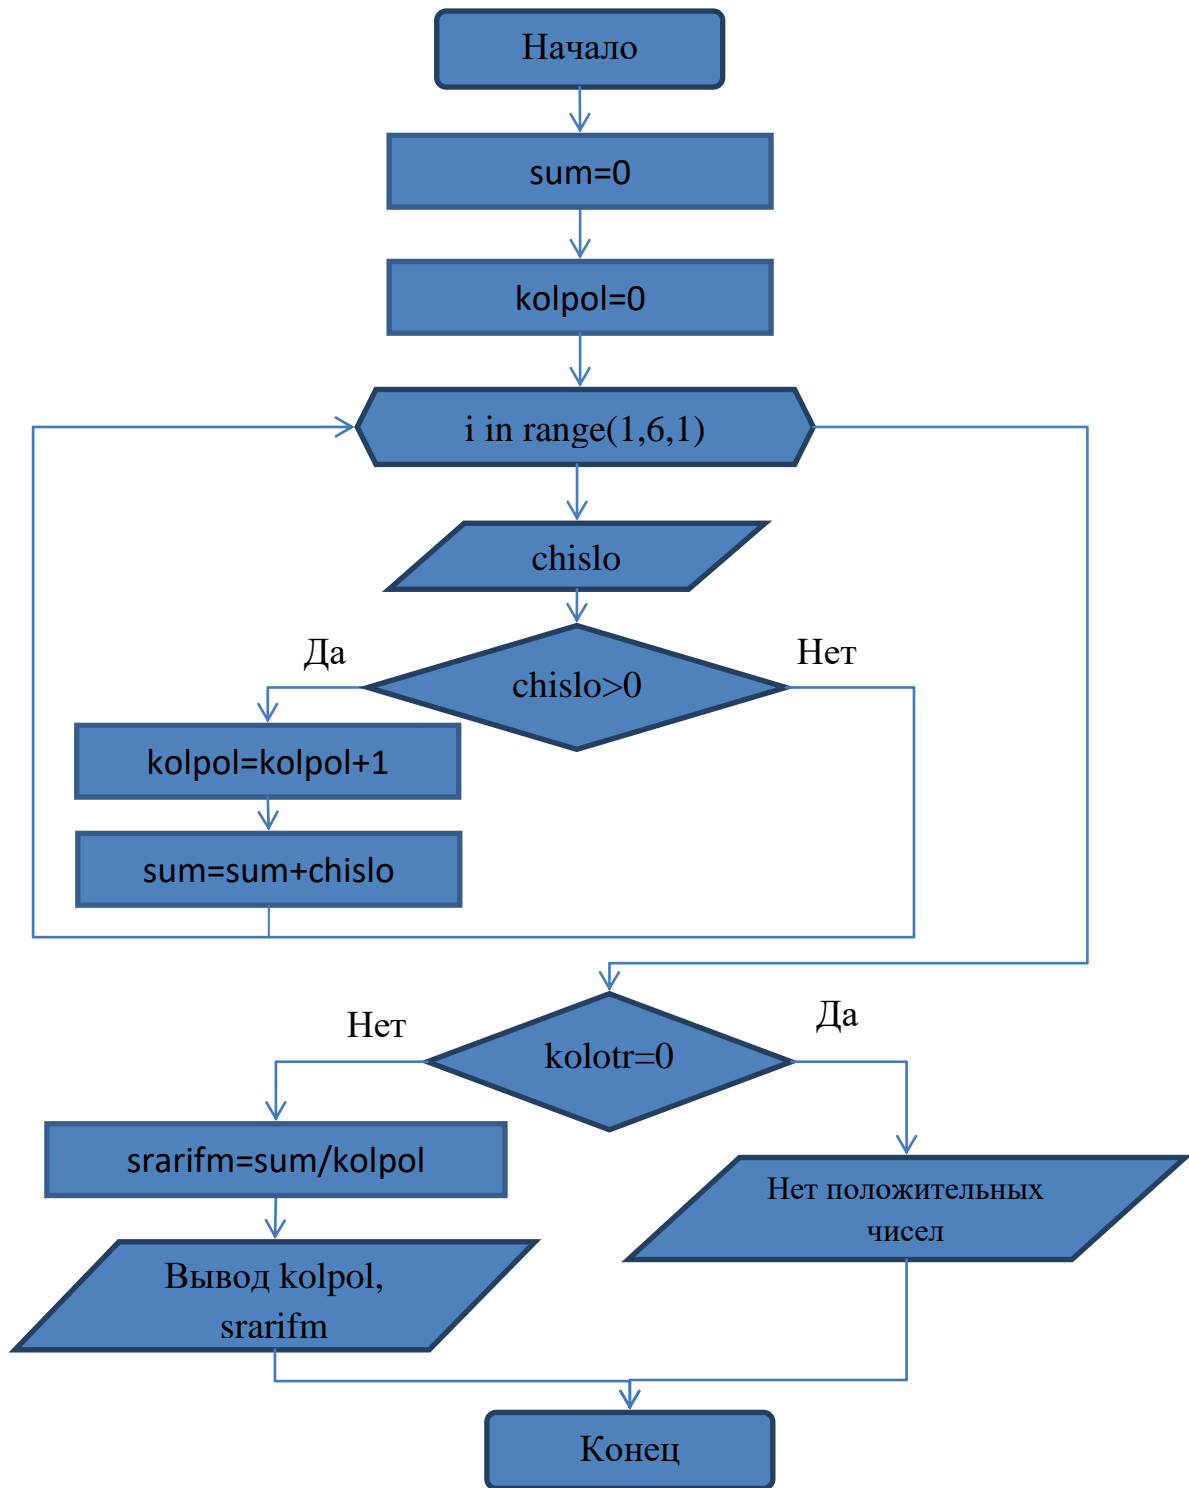 Начало
sum=0
kolpol=0
i in range(1,6,1)
chislo
Да
Нет
chislo>0
kolpol=kolpol+1
sum=sum+chislo
Нет
Да
kolotr=0
srarifm=sum/kolpol
Нет положительных
чисел
Вывод kolpol,
srarifm
Конец